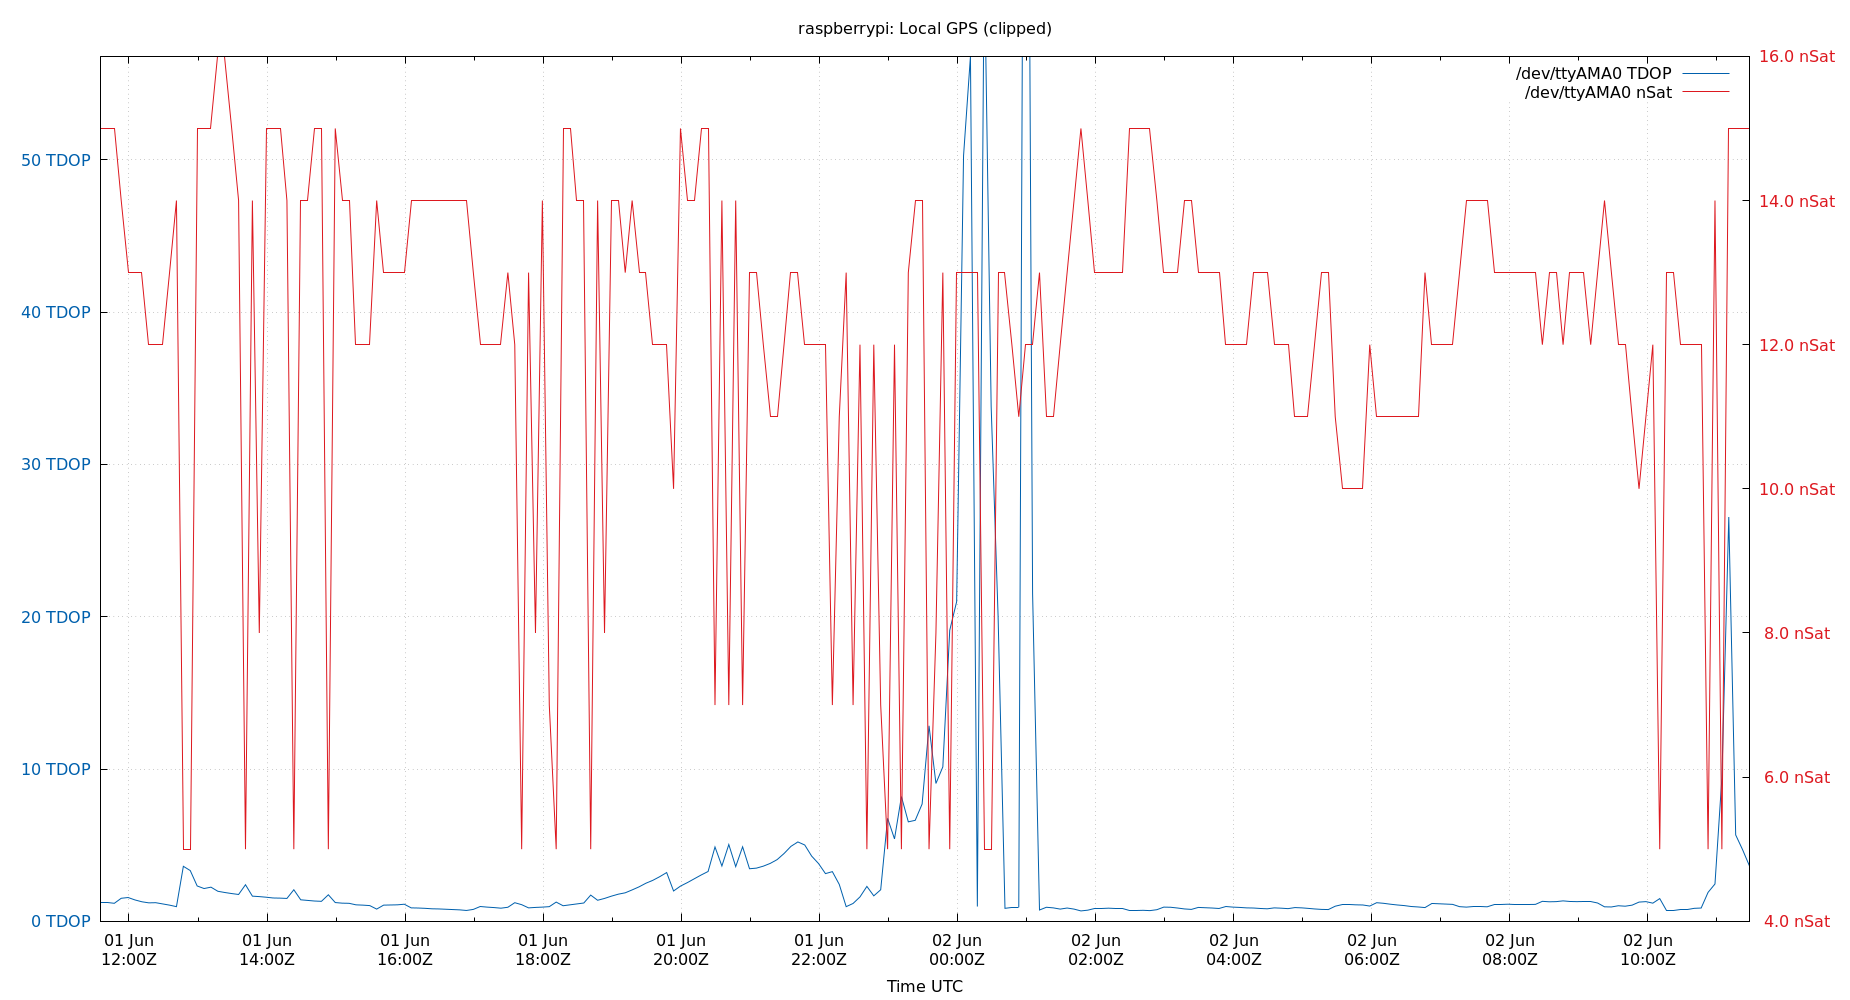 raspberrypi: Local GPS (clipped)
/dev/ttyAMA0 TDOP
/dev/ttyAMA0 nSat
50 TDOP
40 TDOP
30 TDOP
20 TDOP
10 TDOP
0 TDOP
16.0 nSat
14.0 nSat
12.0 nSat
10.0 nSat
8.0 nSat
6.0 nSat
4.0 nSat
01 Jun
12:00Z
01 Jun
14:00Z
01 Jun
16:00Z
01 Jun
18:00Z
01 Jun
20:00Z
01 Jun
22:00Z
02 Jun
00:00Z
02 Jun
02:00Z
02 Jun
04:00Z
02 Jun
06:00Z
02 Jun
08:00Z
02 Jun
10:00Z
Time UTC